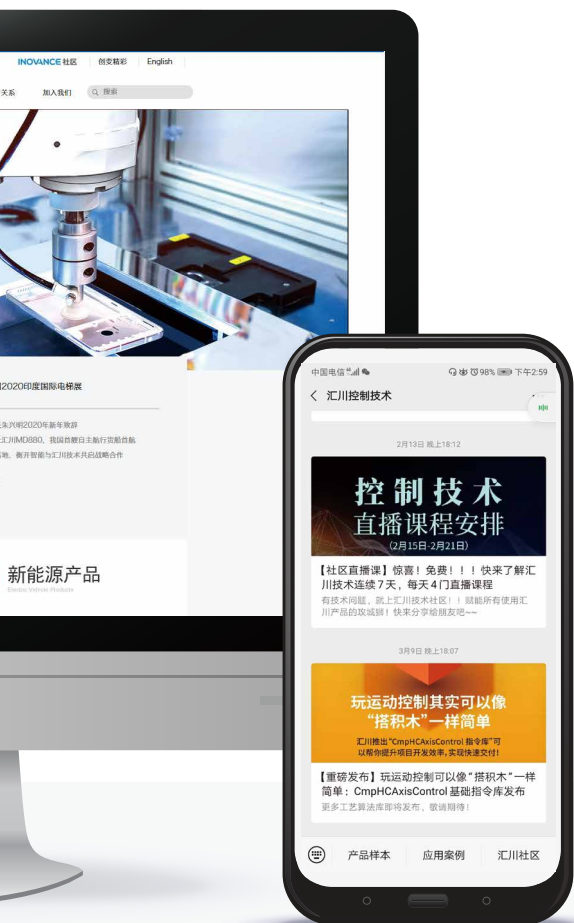 INOVANCE 社区 创变精彩 English
关系 加入我们 搜索
2020印度国际电梯展
朱兴明2020年新年致辞
汇川MD880，我国首艘自主航行货船首航
地，衡开智能与汇川技术共启战略合作
新能源产品
中国电信 98% 下午2:59
汇川控制技术
2月13日 晚上18:12
控制技术
直播课程安排
(2月15日-2月21日)
【社区直播课】惊喜！免费！！！快来了解汇
川技术连续7天，每天4门直播课程
有技术问题，就上汇川技术社区！！赋能所有使用汇
川产品的攻城狮！快来分享给朋友吧~~
3月9日 晚上18:07
玩运动控制其实可以像
“搭积木”一样简单
汇川推出“CmpHCAxisControl 指令库”可
以帮你提升项目开发效率，实现快速交付！
【重磅发布】玩运动控制可以像“搭积木”一样
简单：CmpHCAxisControl 基础指令库发布
更多工艺算法库即将发布，敬请期待！
产品样本 应用案例 汇川社区